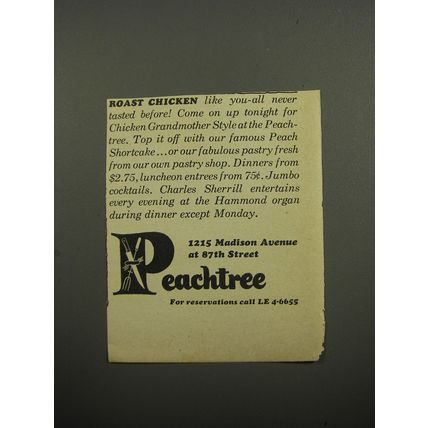 ROAST CHICKEN like you-all never
tasted before! Come on up tonight for
Chicken Grandmother Style at the Peach-
tree. Top it off with our famous Peach
Shortcake...or our fabulous pastry fresh
from our own pastry shop. Dinners from
$2.75, luncheon entrees from 75¢. Jumbo
cocktails. Charles Sherrill entertains
every evening at the Hammond organ
during dinner except Monday.
1215 Madison Avenue
at 87th Street
Peachtree
For reservations call LE 4-6655